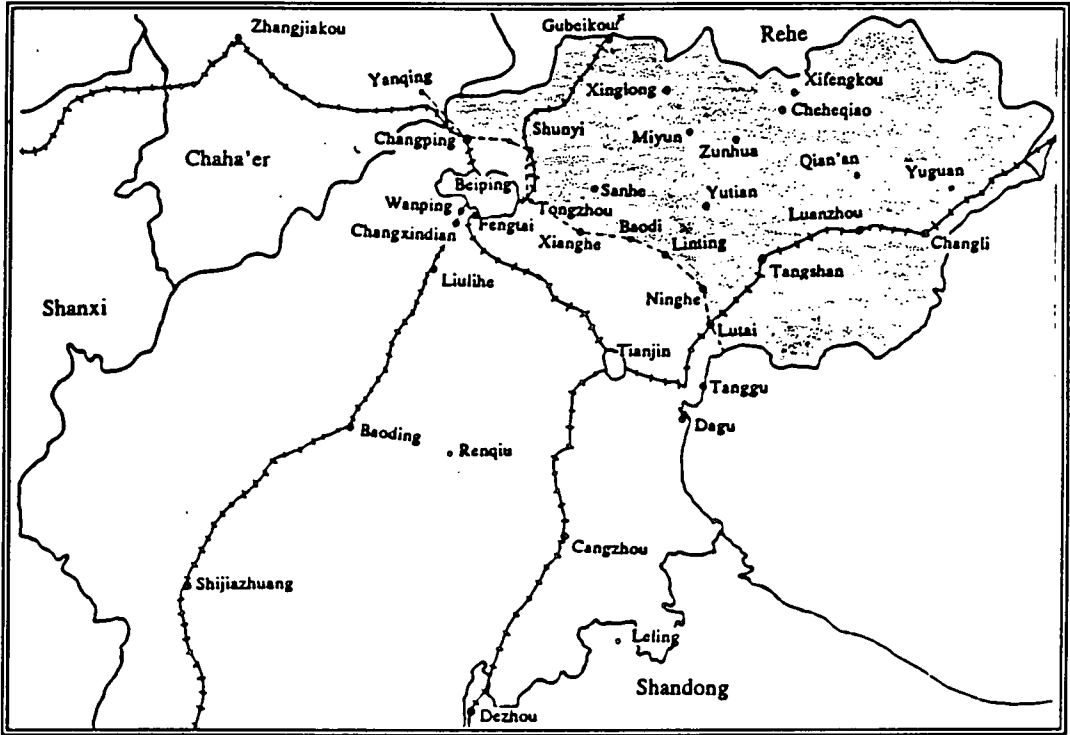 Zhangjiakou
Gubeikou
Rehe
Yanqing
Xifengkou
Xinglong
Cheheqiao
Changping
Shunyi
Miyun
Zunhua
Chaha'er
Qian'an
Yuguan
Beiping
Sanhe
Yutian
Wanping
Tongzhou
Fengtai
Luanzhou
Changxindian
Baodi
Xianghe
Linting
Changli
Liulihe
Tangshan
Shanxi
Ninghe
Lutai
Tianjin
Tanggu
Dagu
Baoding
Renqiu
Cangzhou
Shijiazhuang
Leling
Shandong
Dezhou